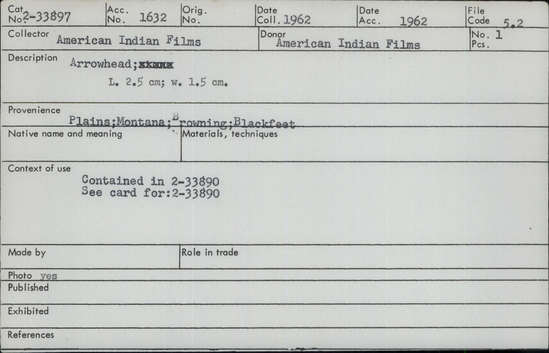 Cat. No. 2-33897 Acc. No. 1632 Orig. No. Date Coll. 1962 Date Acc. 1962 File Code 5.2
Collector American Indian Films Donor American Indian Films No. 1 Pcs.
Description Arrowhead;
L. 2.5 cm; w. 1.5 cm.
Provenience Plains;Montana;Browning;Blackfeet
Native name and meaning Materials, techniques
Context of use
Contained in 2-33890
See card for:2-33890
Made by Role in trade
Photo yes
Published
Exhibited
References